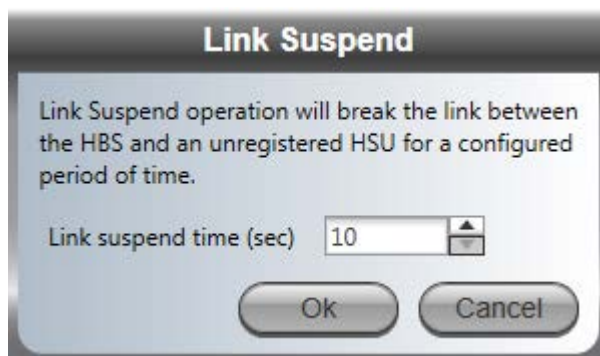 Link Suspend
Link Suspend operation will break the link between
the HBS and an unregistered HSU for a configured
period of time.
Link suspend time (sec) 10
Ok Cancel